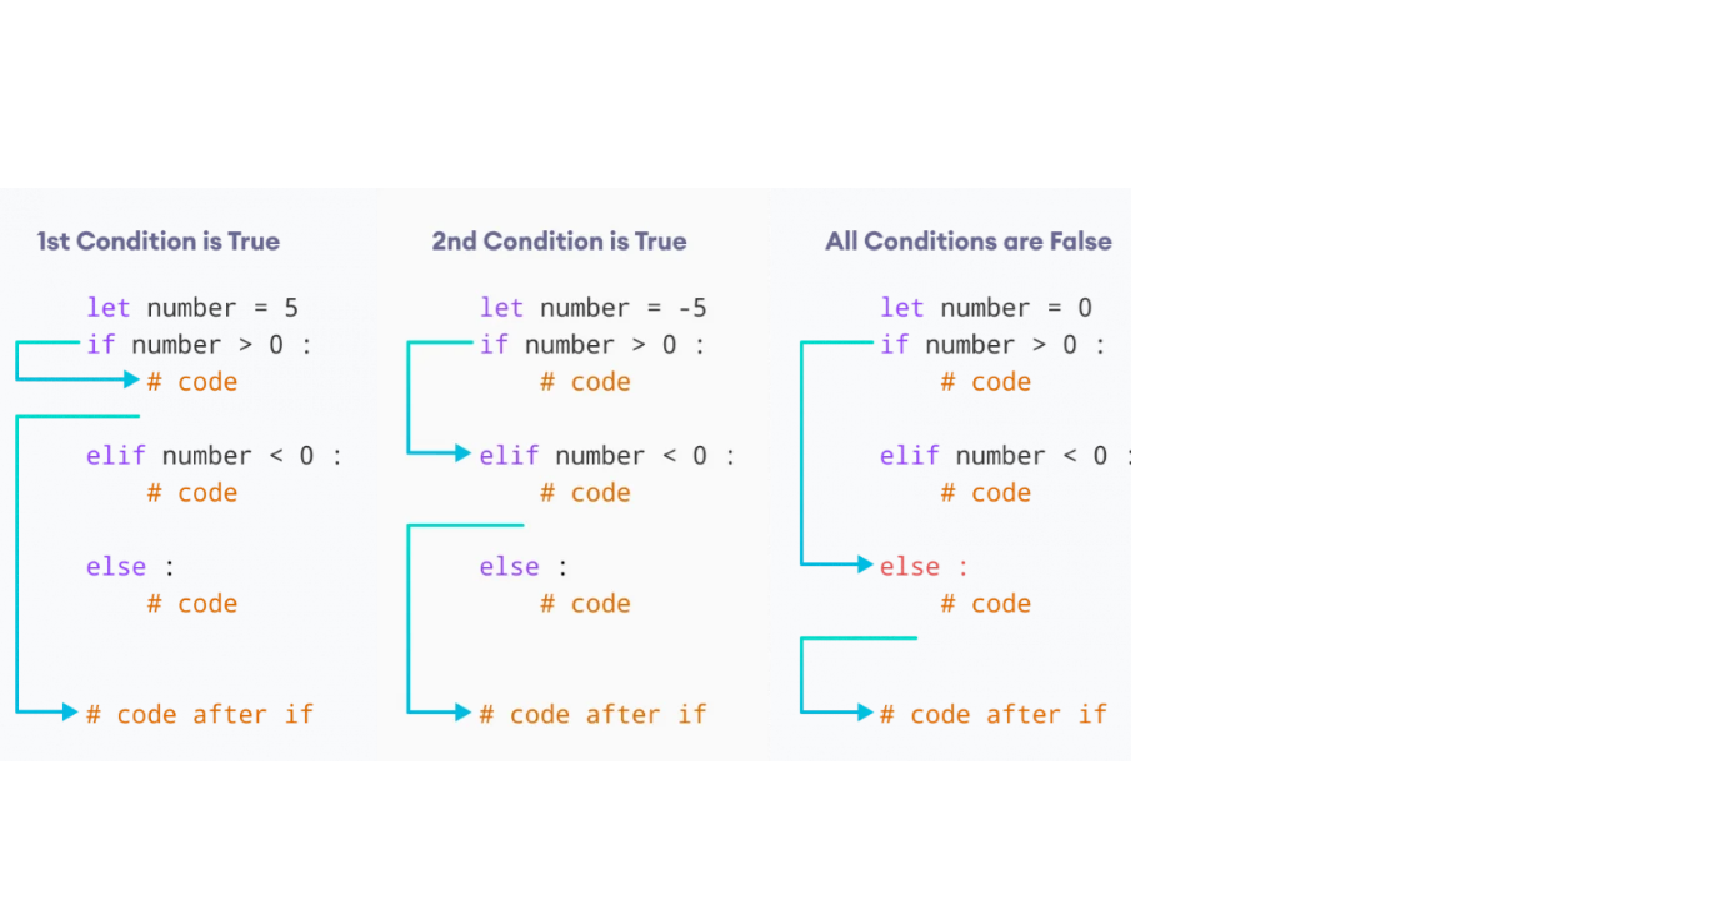 1st Condition is True
let number = 5
if number > 0 :
# code
elif number < 0 :
# code
else :
# code
# code after if
2nd Condition is True
let number = -5
if number > 0 :
# code
elif number < 0 :
# code
else :
# code
# code after if
All Conditions are False
let number = 0
if number > 0 :
# code
elif number < 0 :
# code
else :
# code
# code after if